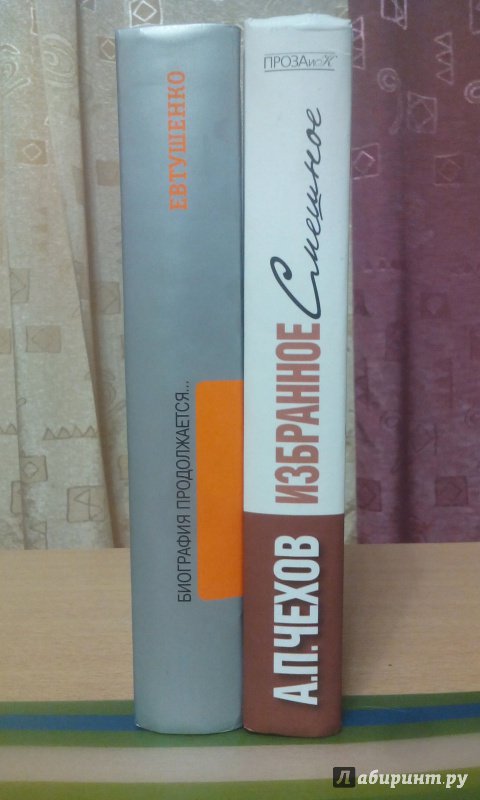 ЕВТУШЕНКО
БИОГРАФИЯ ПРОДОЛЖАЕТСЯ...
ПРОЗАиК
А.П.ЧЕХОВ
ИЗБРАННОЕ
Смешное
Лабиринт.ру